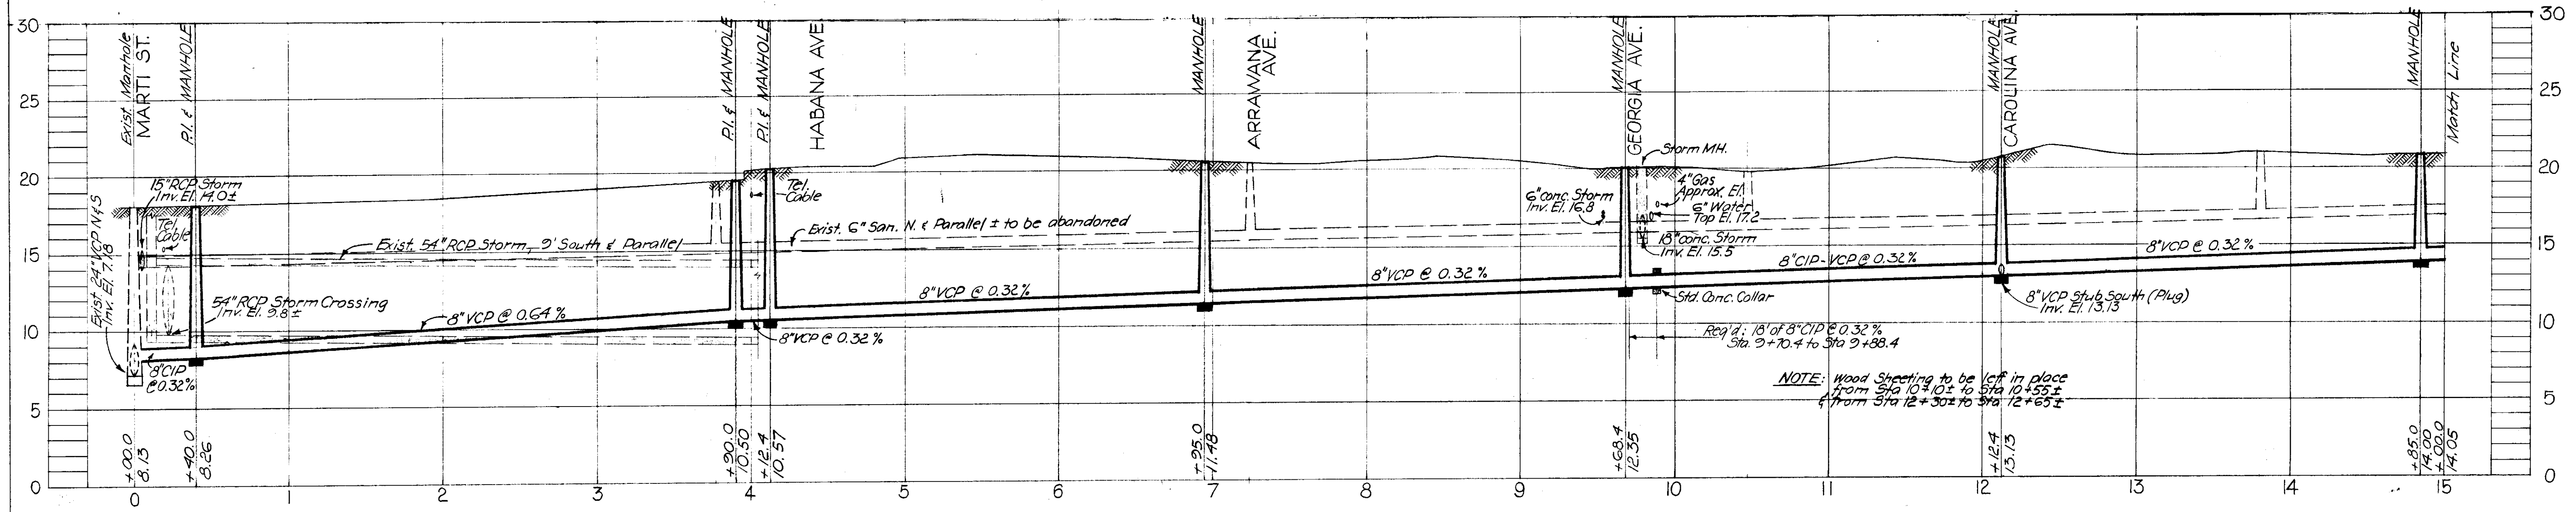 30
25
20
15
10
5
0
Exist. Manhole
MARTI ST.
P.I. & MANHOLE
P.I. & MANHOLE
P.I. & MANHOLE
HABANA AVE.
MANHOLE
ARRAWANA
AVE.
MANHOLE
GEORGIA AVE.
MANHOLE
CAROLINA AVE.
MANHOLE
Match Line
30
25
20
15
10
5
0
Exist 24" VCP N&S
Inv. El. 7.18
15" RCP Storm
Inv. El. 14.0±
Tel.
Cable
54" RCP Storm Crossing
Inv. El. 9.8 ±
8" CIP
@ 0.32%
Exist. 54" RCP Storm, 9' South & Parallel
8" VCP @ 0.64 %
Tel.
Cable
Exist. 6" San. N. & Parallel ± to be abandoned
8" VCP @ 0.32 %
8" VCP @ 0.32%
8" VCP @ 0.32%
6" conc. Storm
Inv. El. 16.8
Storm MH.
4" Gas
Approx. El.
6" Water
Top El. 17.2
18" conc. Storm
Inv. El. 15.5
8" CIP-VCP @ 0.32%
Std. Conc. Collar
Req'd: 18' of 8" CIP @ 0.32%
Sta. 9+70.4 to Sta 9+88.4
8" VCP @ 0.32%
8" VCP Stub South (Plug)
Inv. El. 13.13
NOTE: Wood Sheeting to be left in place
from Sta 10+10± to Sta 10+55±
& from Sta 12+30± to Sta 12+65±
+00.0
8.13
+40.0
8.26
+90.0
10.50
+12.4
10.57
+95.0
11.48
+68.4
12.35
+12.4
13.13
+85.0
14.00
+00.0
14.05
0 1 2 3 4 5 6 7 8 9 10 11 12 13 14 15